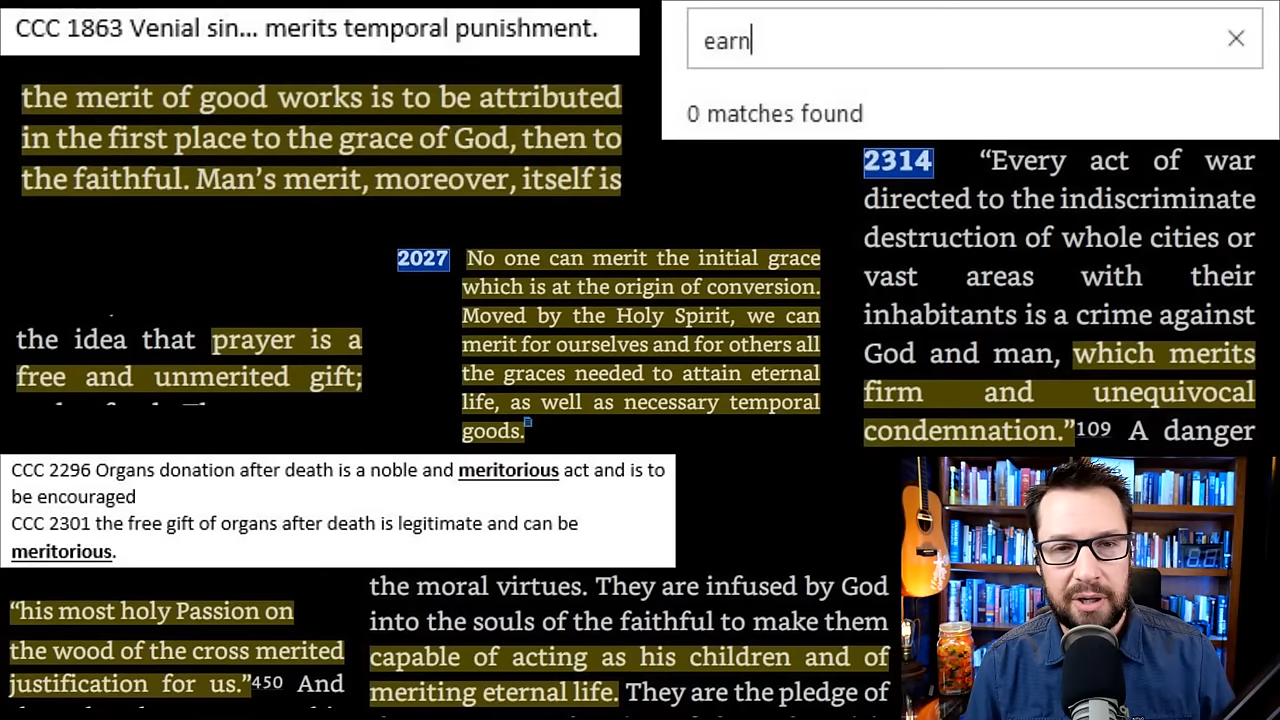 CCC 1863 Venial sin... merits temporal punishment.
earn
0 matches found
the merit of good works is to be attributed
in the first place to the grace of God, then to
the faithful. Man’s merit, moreover, itself is
2314 “Every act of war
directed to the indiscriminate
destruction of whole cities or
vast areas with their
inhabitants is a crime against
God and man, which merits
firm and unequivocal
condemnation.”109 A danger
2027 No one can merit the initial grace
which is at the origin of conversion.
Moved by the Holy Spirit, we can
merit for ourselves and for others all
the graces needed to attain eternal
life, as well as necessary temporal
goods.
the idea that prayer is a
free and unmerited gift;
CCC 2296 Organs donation after death is a noble and meritorious act and is to
be encouraged
CCC 2301 the free gift of organs after death is legitimate and can be
meritorious.
“his most holy Passion on
the wood of the cross merited
justification for us.”450 And
the moral virtues. They are infused by God
into the souls of the faithful to make them
capable of acting as his children and of
meriting eternal life. They are the pledge of